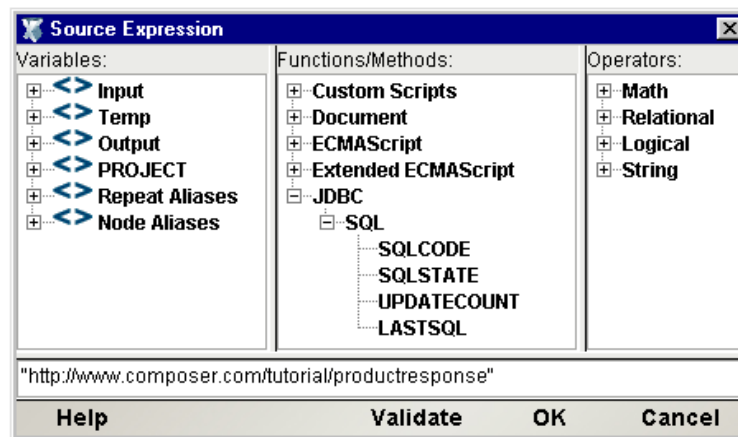 Source Expression
Variables: Functions/Methods: Operators:
Input Custom Scripts Math
Temp Document Relational
Output ECMAScript Logical
PROJECT Extended ECMAScript String
Repeat Aliases JDBC
Node Aliases SQL
SQLCODE
SQLSTATE
UPDATECOUNT
LASTSQL
"http://www.composer.com/tutorial/productresponse"
Help Validate OK Cancel